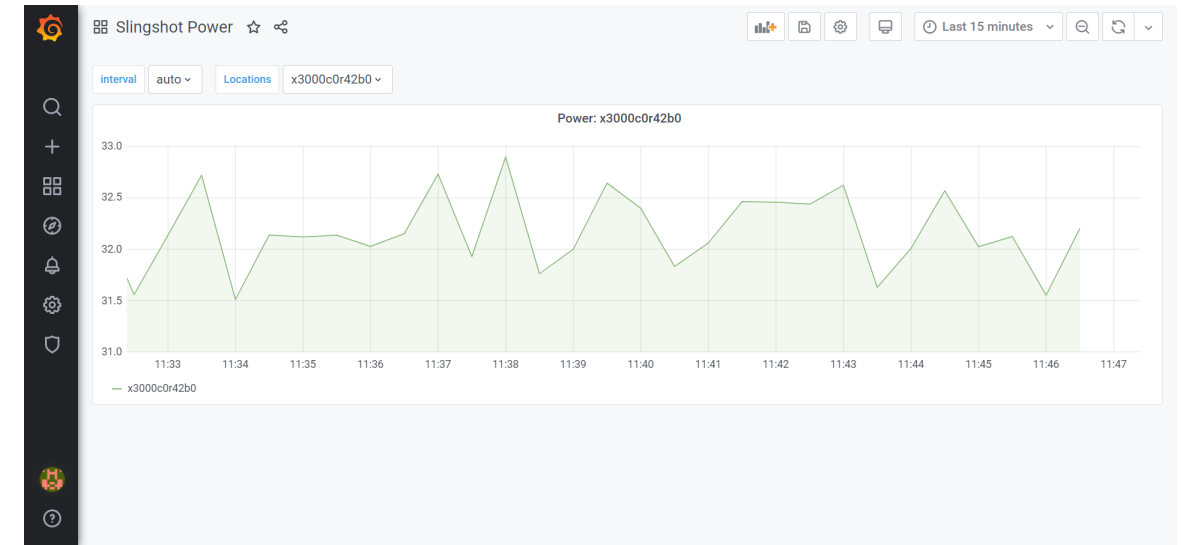 Slingshot Power
Last 15 minutes
interval auto Locations x3000c0r42b0
Power: x3000c0r42b0
33.0
32.5
32.0
31.5
31.0
11:33 11:34 11:35 11:36 11:37 11:38 11:39 11:40 11:41 11:42 11:43 11:44 11:45 11:46 11:47
x3000c0r42b0